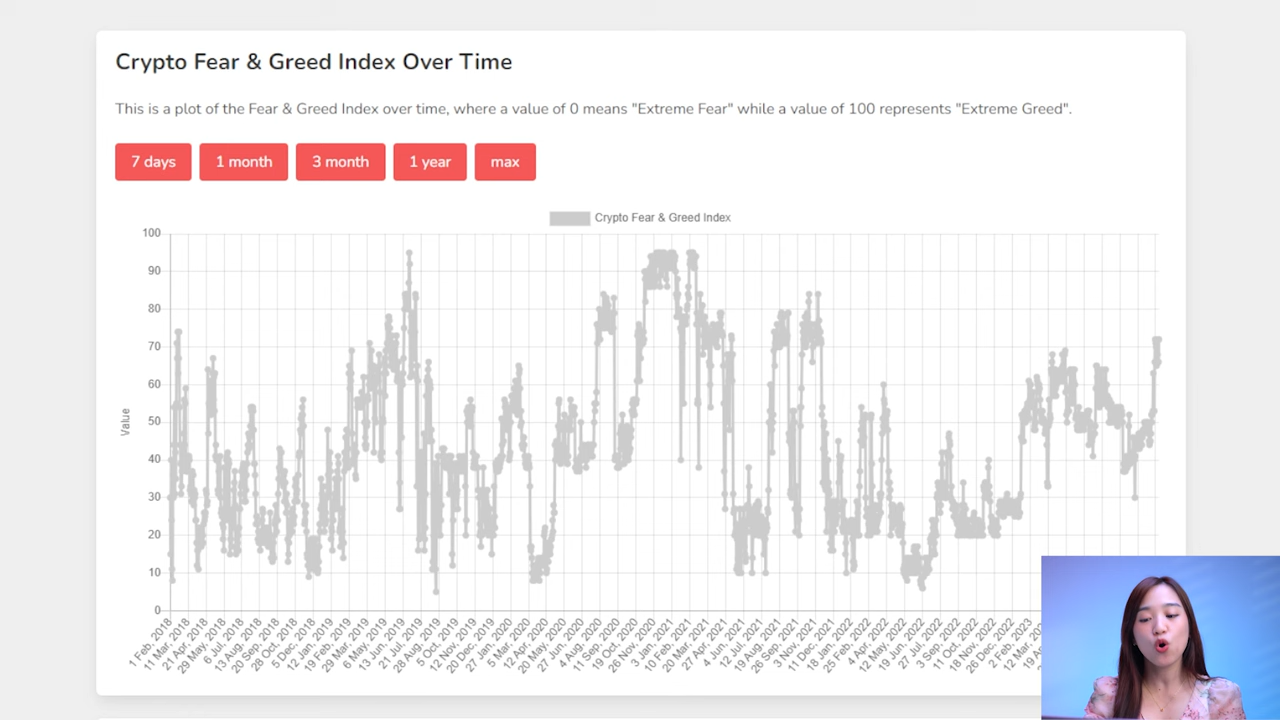 Crypto Fear & Greed Index Over Time
This is a plot of the Fear & Greed Index over time, where a value of 0 means "Extreme Fear" while a value of 100 represents "Extreme Greed".
7 days 1 month 3 month 1 year max
Crypto Fear & Greed Index
100
90
80
70
60
50
40
30
20
10
0
Value
1 Feb, 2018
11 Mar, 2018
21 Apr, 2018
29 May, 2018
6 Jul, 2018
13 Aug, 2018
20 Sep, 2018
28 Oct, 2018
5 Dec, 2018
12 Jan, 2019
19 Feb, 2019
29 Mar, 2019
6 May, 2019
13 Jun, 2019
21 Jul, 2019
28 Aug, 2019
5 Oct, 2019
12 Nov, 2019
20 Dec, 2019
27 Jan, 2020
5 Mar, 2020
12 Apr, 2020
20 May, 2020
27 Jun, 2020
4 Aug, 2020
11 Sep, 2020
19 Oct, 2020
26 Nov, 2020
3 Jan, 2021
10 Feb, 2021
20 Mar, 2021
27 Apr, 2021
4 Jun, 2021
12 Jul, 2021
19 Aug, 2021
26 Sep, 2021
3 Nov, 2021
11 Dec, 2021
18 Jan, 2022
25 Feb, 2022
4 Apr, 2022
12 May, 2022
19 Jun, 2022
27 Jul, 2022
3 Sep, 2022
11 Oct, 2022
18 Nov, 2022
26 Dec, 2022
2 Feb, 2023
12 Mar,
19 Ap